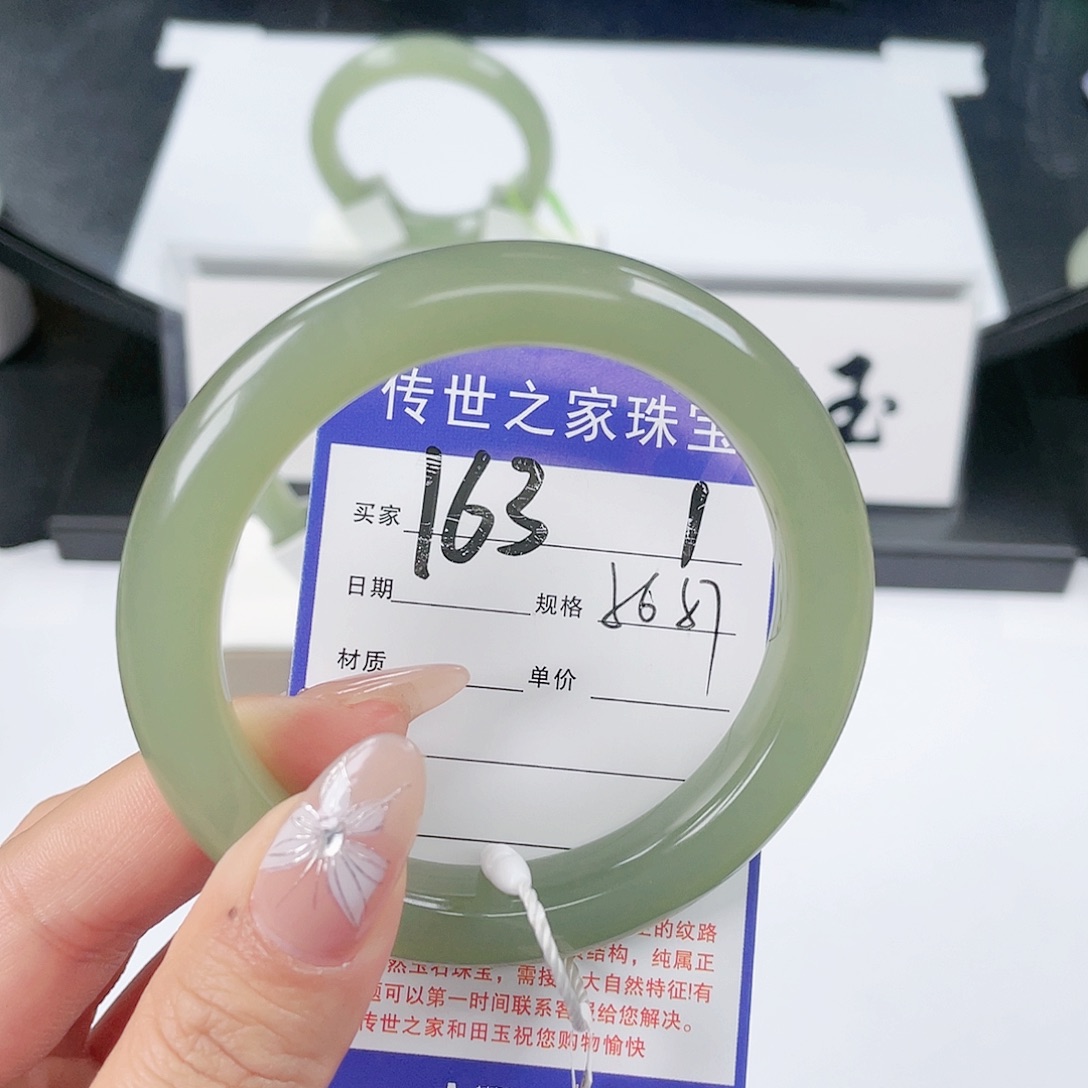 玉
传世之家珠宝
买家 163 1
日期 规格
材质 单价
的纹路
结构，纯属正
然玉石珠宝，需接 大自然特征!有
题可以第一时间联系客服给您解决。
传世之家和田玉祝您购物愉快